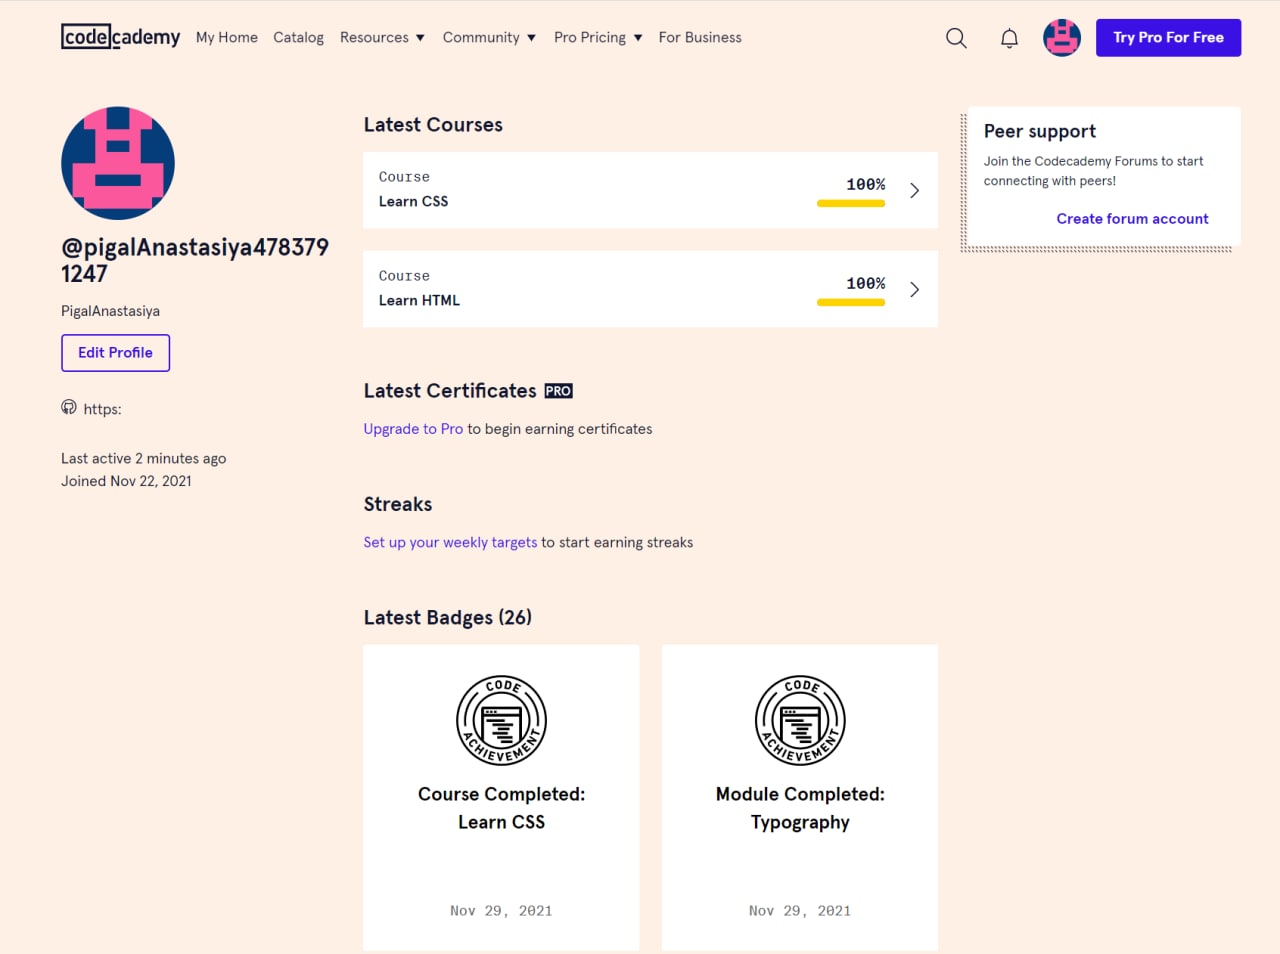 codecademy My Home Catalog Resources Community Pro Pricing For Business Try Pro For Free
@pigalAnastasiya478379
1247
PigalAnastasiya
Edit Profile
https:
Last active 2 minutes ago
Joined Nov 22, 2021
Latest Courses
Course
Learn CSS
100%
Course
Learn HTML
100%
Latest Certificates PRO
Upgrade to Pro to begin earning certificates
Streaks
Set up your weekly targets to start earning streaks
Latest Badges (26)
CODE
ACHIEVEMENT
Course Completed:
Learn CSS
Nov 29, 2021
CODE
ACHIEVEMENT
Module Completed:
Typography
Nov 29, 2021
Peer support
Join the Codecademy Forums to start
connecting with peers!
Create forum account